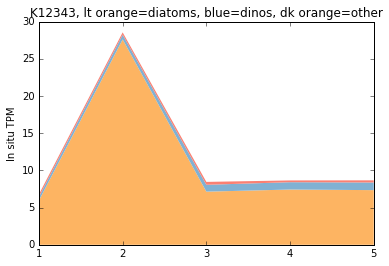 K12343, lt orange=diatoms, blue=dinos, dk orange=other
In situ TPM
30
25
20
15
10
5
0
1 2 3 4 5